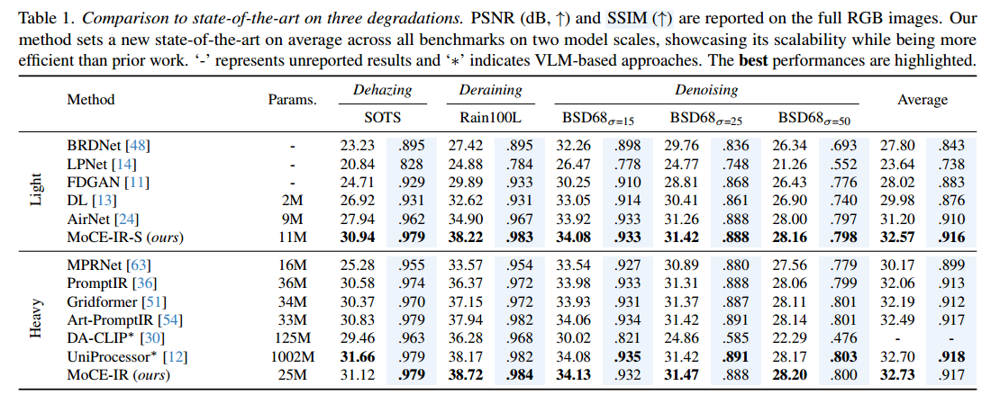 Table 1. Comparison to state-of-the-art on three degradations. PSNR (dB, ↑) and SSIM (↑) are reported on the full RGB images. Our
method sets a new state-of-the-art on average across all benchmarks on two model scales, showcasing its scalability while being more
efficient than prior work. ‘-’ represents unreported results and ‘∗’ indicates VLM-based approaches. The best performances are highlighted.
Method Params. Dehazing Deraining Denoising Average
SOTS Rain100L BSD68σ=15 BSD68σ=25 BSD68σ=50
Light
BRDNet [48] - 23.23 .895 27.42 .895 32.26 .898 29.76 .836 26.34 .693 27.80 .843
LPNet [14] - 20.84 828 24.88 .784 26.47 .778 24.77 .748 21.26 .552 23.64 .738
FDGAN [11] - 24.71 .929 29.89 .933 30.25 .910 28.81 .868 26.43 .776 28.02 .883
DL [13] 2M 26.92 .931 32.62 .931 33.05 .914 30.41 .861 26.90 .740 29.98 .876
AirNet [24] 9M 27.94 .962 34.90 .967 33.92 .933 31.26 .888 28.00 .797 31.20 .910
MoCE-IR-S (ours) 11M 30.94 .979 38.22 .983 34.08 .933 31.42 .888 28.16 .798 32.57 .916
Heavy
MPRNet [63] 16M 25.28 .955 33.57 .954 33.54 .927 30.89 .880 27.56 .779 30.17 .899
PromptIR [36] 36M 30.58 .974 36.37 .972 33.98 .933 31.31 .888 28.06 .799 32.06 .913
Gridformer [51] 34M 30.37 .970 37.15 .972 33.93 .931 31.37 .887 28.11 .801 32.19 .912
Art-PromptIR [54] 33M 30.83 .979 37.94 .982 34.06 .934 31.42 .891 28.14 .801 32.49 .917
DA-CLIP∗ [30] 125M 29.46 .963 36.28 .968 30.02 .821 24.86 .585 22.29 .476 - -
UniProcessor∗ [12] 1002M 31.66 .979 38.17 .982 34.08 .935 31.42 .891 28.17 .803 32.70 .918
MoCE-IR (ours) 25M 31.12 .979 38.72 .984 34.13 .932 31.47 .888 28.20 .800 32.73 .917